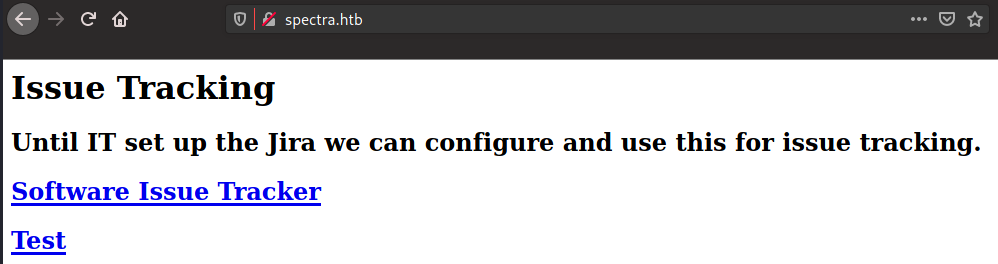 spectra.htb
Issue Tracking
Until IT set up the Jira we can configure and use this for issue tracking.
Software Issue Tracker
Test